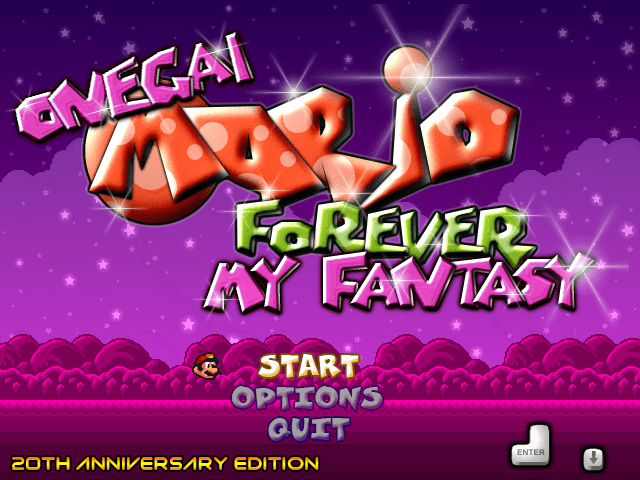 ONEGAI
MARIO
FOREVER
MY FANTASY
START
OPTIONS
QUIT
ENTER
20TH ANNIVERSARY EDITION